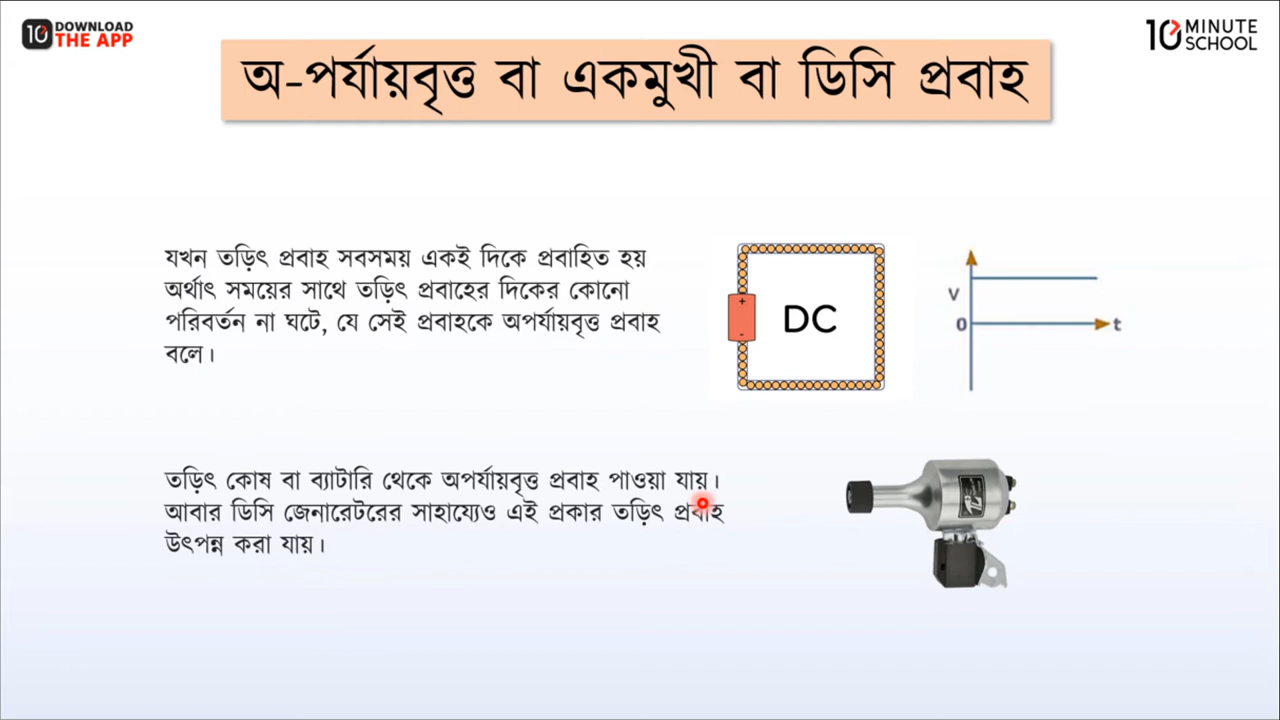 10 DOWNLOAD
THE APP
10 MINUTE
SCHOOL
অ-পর্যায়বৃত্ত বা একমুখী বা ডিসি প্রবাহ
যখন তড়িৎ প্রবাহ সবসময় একই দিকে প্রবাহিত হয়
অর্থাৎ সময়ের সাথে তড়িৎ প্রবাহের দিকের কোনো
পরিবর্তন না ঘটে, যে সেই প্রবাহকে অপর্যায়বৃত্ত প্রবাহ
বলে।
+
DC
-
V
0
t
তড়িৎ কোষ বা ব্যাটারি থেকে অপর্যায়বৃত্ত প্রবাহ পাওয়া যায়।
আবার ডিসি জেনারেটরের সাহায্যেও এই প্রকার তড়িৎ প্রবাহ
উৎপন্ন করা যায়।